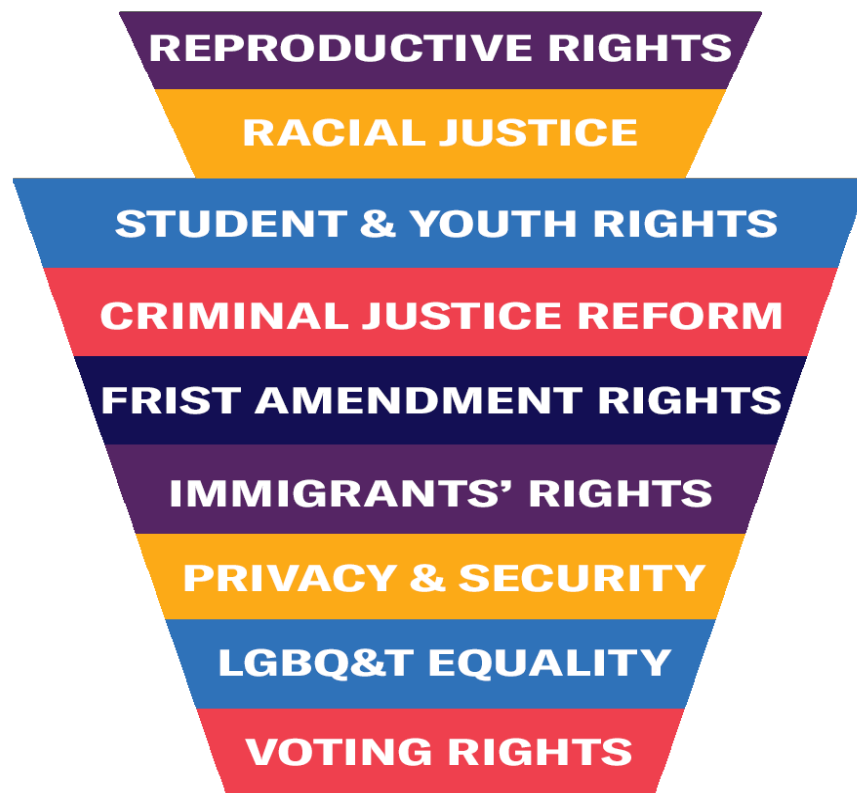 REPRODUCTIVE RIGHTS
RACIAL JUSTICE
STUDENT & YOUTH RIGHTS
CRIMINAL JUSTICE REFORM
FRIST AMENDMENT RIGHTS
IMMIGRANTS’ RIGHTS
PRIVACY & SECURITY
LGBQ&T EQUALITY
VOTING RIGHTS